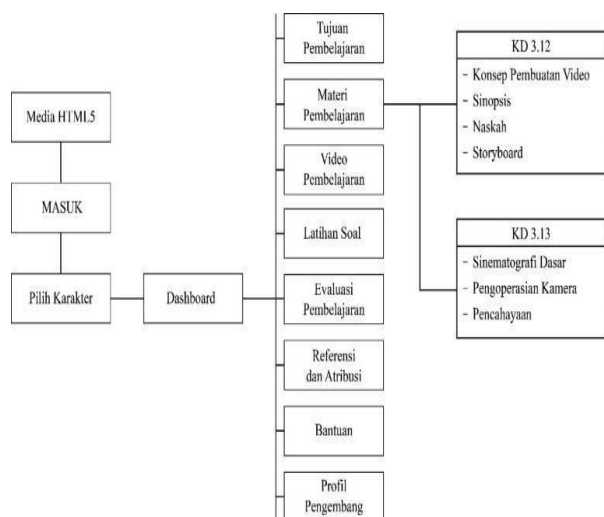 Media HTML5
MASUK
Pilih Karakter
Dashboard
Tujuan
Pembelajaran
Materi
Pembelajaran
Video
Pembelajaran
Latihan Soal
Evaluasi
Pembelajaran
Referensi
dan Atribusi
Bantuan
Profil
Pengembang
KD 3.12
- Konsep Pembuatan Video
- Sinopsis
- Naskah
- Storyboard
KD 3.13
- Sinematografi Dasar
- Pengoperasian Kamera
- Pencahayaan